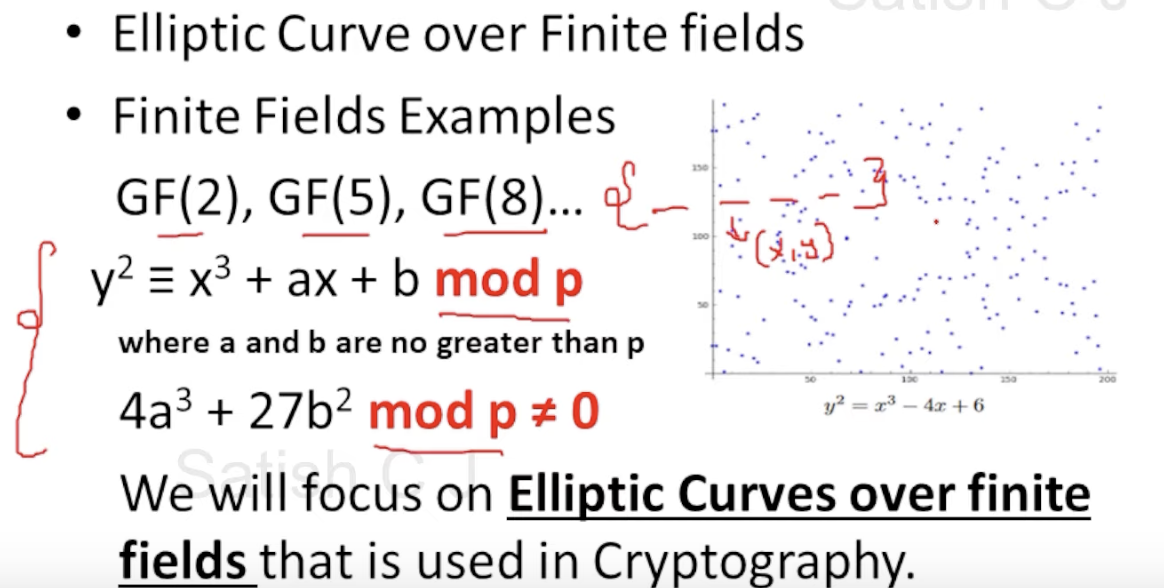 • Elliptic Curve over Finite fields
• Finite Fields Examples
GF(2), GF(5), GF(8)...
y² ≡ x³ + ax + b mod p
where a and b are no greater than p
4a³ + 27b² mod p ≠ 0
We will focus on Elliptic Curves over finite
fields that is used in Cryptography.
150
100
50
50 100 150 200
(x,y)
y² = x³ − 4x + 6
Satish C J